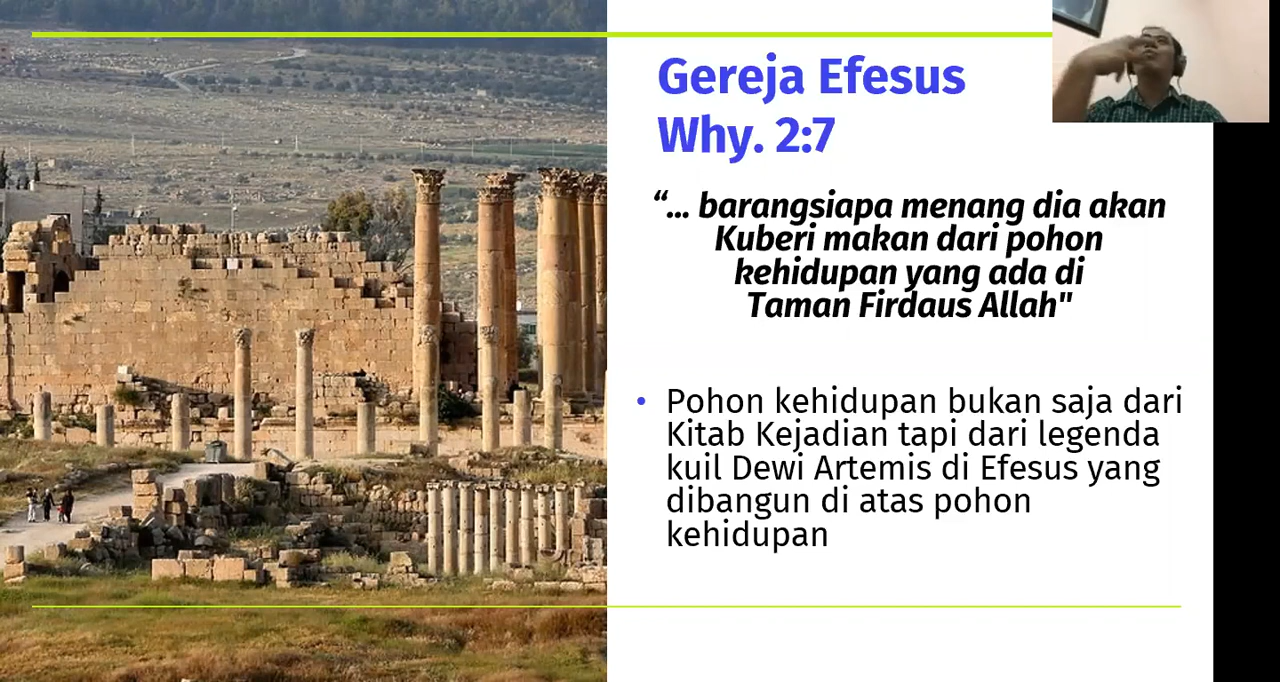 Gereja Efesus
Why. 2:7
“... barangsiapa menang dia akan
Kuberi makan dari pohon
kehidupan yang ada di
Taman Firdaus Allah"
• Pohon kehidupan bukan saja dari
Kitab Kejadian tapi dari legenda
kuil Dewi Artemis di Efesus yang
dibangun di atas pohon
kehidupan